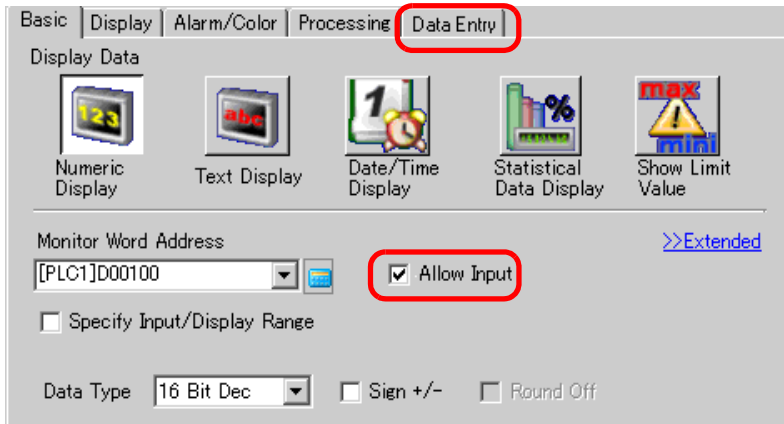 Basic Display Alarm/Color Processing Data Entry
Display Data
123 abc 1 % max mini
Numeric Display Text Display Date/Time Display Statistical Data Display Show Limit Value
Monitor Word Address >>Extended
[PLC1]D00100 Allow Input
Specify Input/Display Range
Data Type 16 Bit Dec Sign +/- Round Off